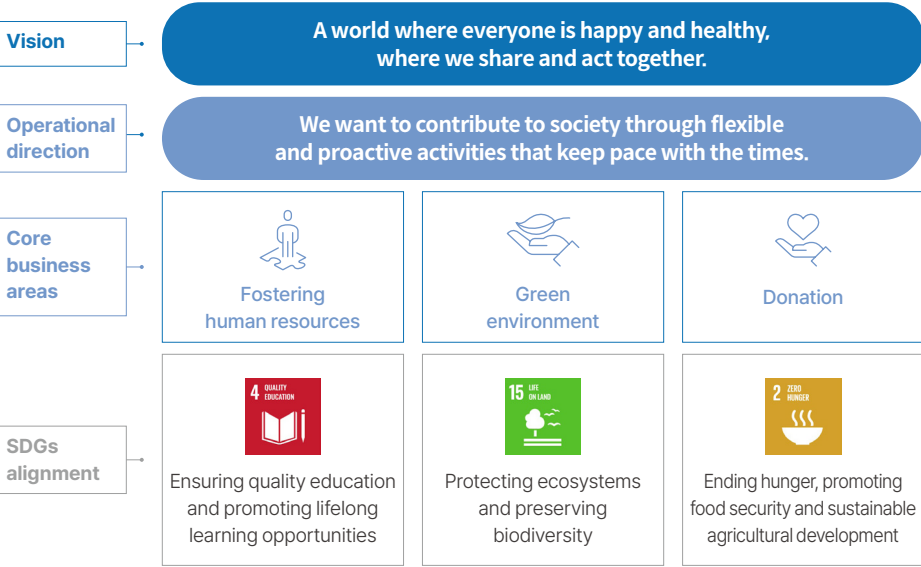 Vision
A world where everyone is happy and healthy,
where we share and act together.
Operational
direction
We want to contribute to society through flexible
and proactive activities that keep pace with the times.
Core
business
areas
Fostering
human resources
Green
environment
Donation
SDGs
alignment
4 QUALITY
EDUCATION
Ensuring quality education
and promoting lifelong
learning opportunities
15 LIFE
ON LAND
Protecting ecosystems
and preserving
biodiversity
2 ZERO
HUNGER
Ending hunger, promoting
food security and sustainable
agricultural development